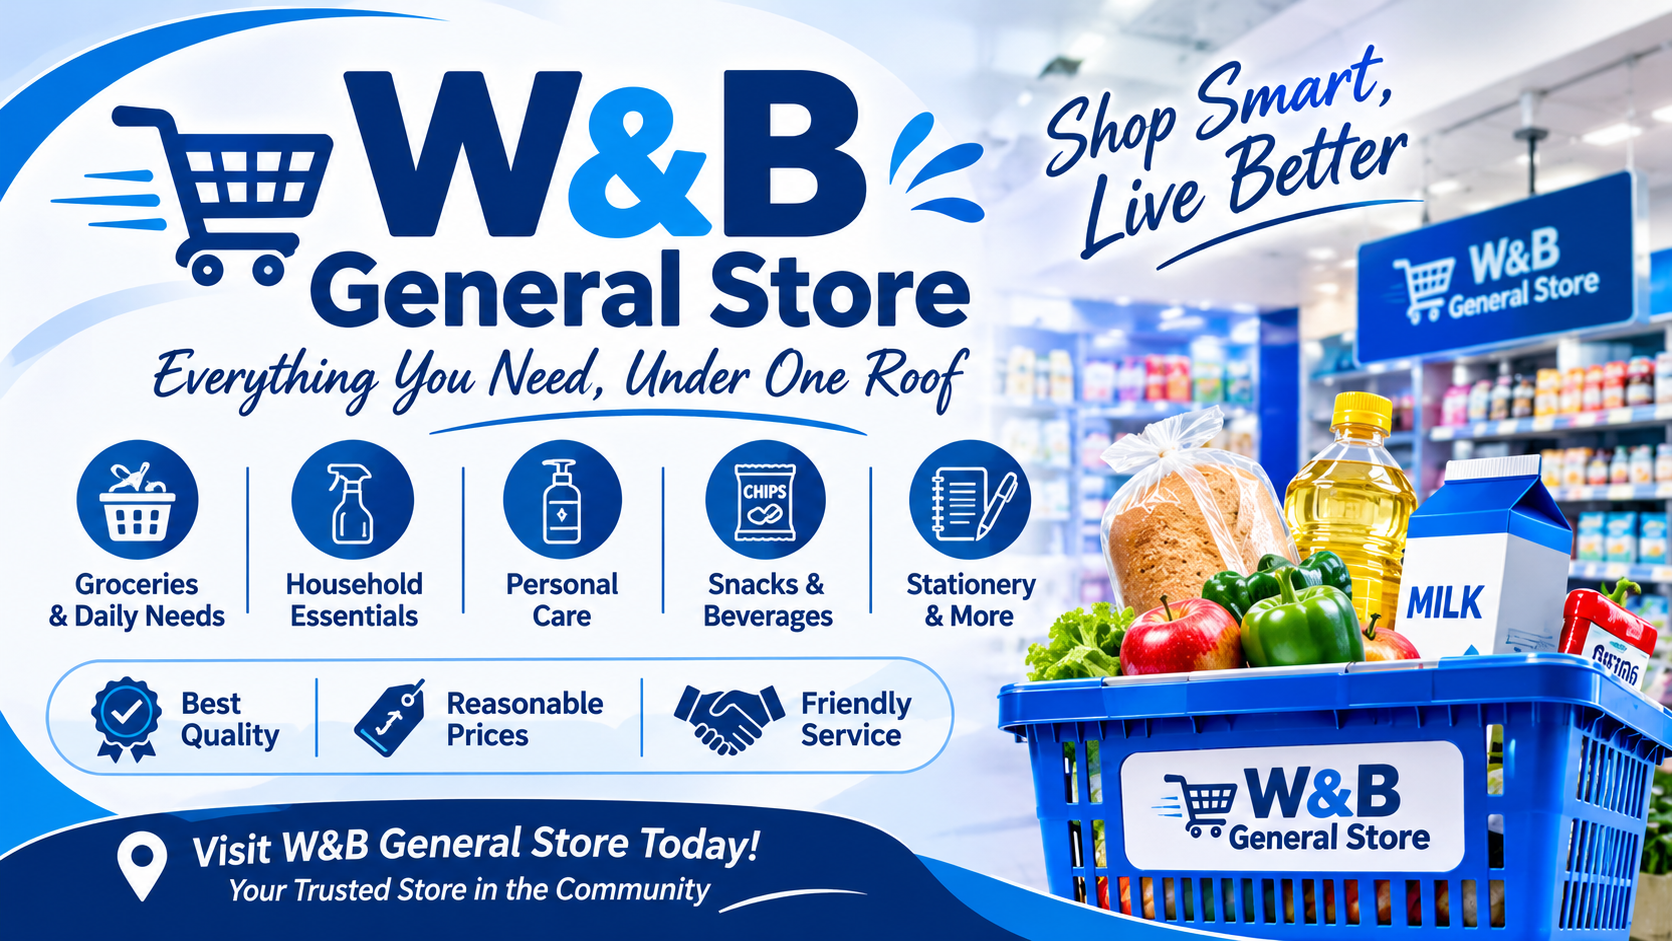 W&B
General Store
Everything You Need, Under One Roof
Shop Smart,
Live Better
W&B
General Store
Groceries
& Daily Needs
Household
Essentials
Personal
Care
CHIPS
Snacks &
Beverages
Stationery
& More
MILK
Best
Quality
Reasonable
Prices
Friendly
Service
W&B
General Store
Visit W&B General Store Today!
Your Trusted Store in the Community